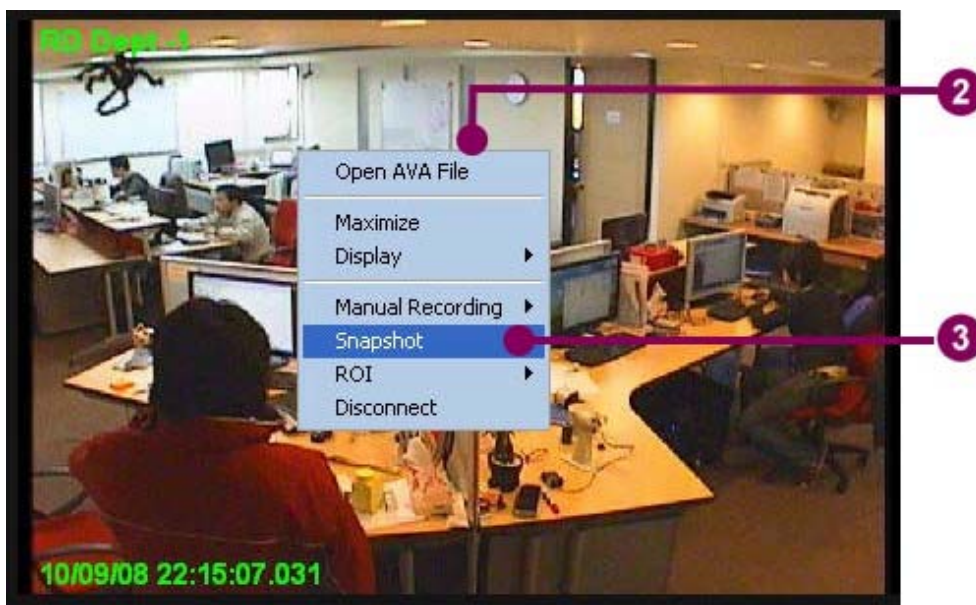 RD Dept -1
2
Open AVA File
Maximize
Display
Manual Recording
Snapshot
3
ROI
Disconnect
10/09/08 22:15:07.031